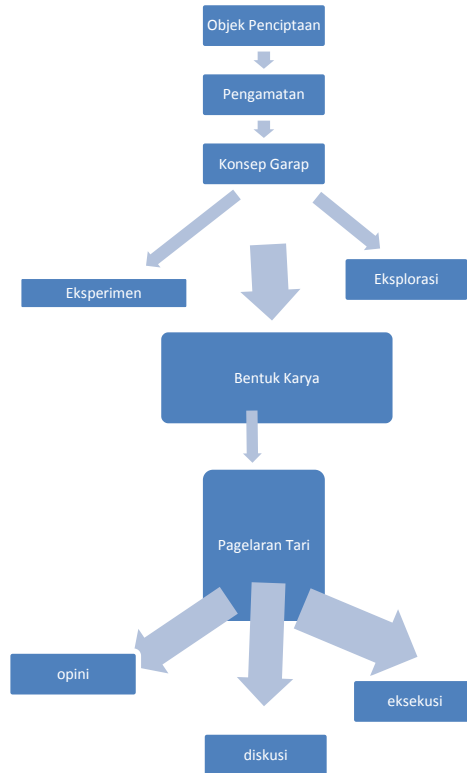 Objek Penciptaan
Pengamatan
Konsep Garap
Eksperimen
Eksplorasi
Bentuk Karya
Pagelaran Tari
opini
eksekusi
diskusi